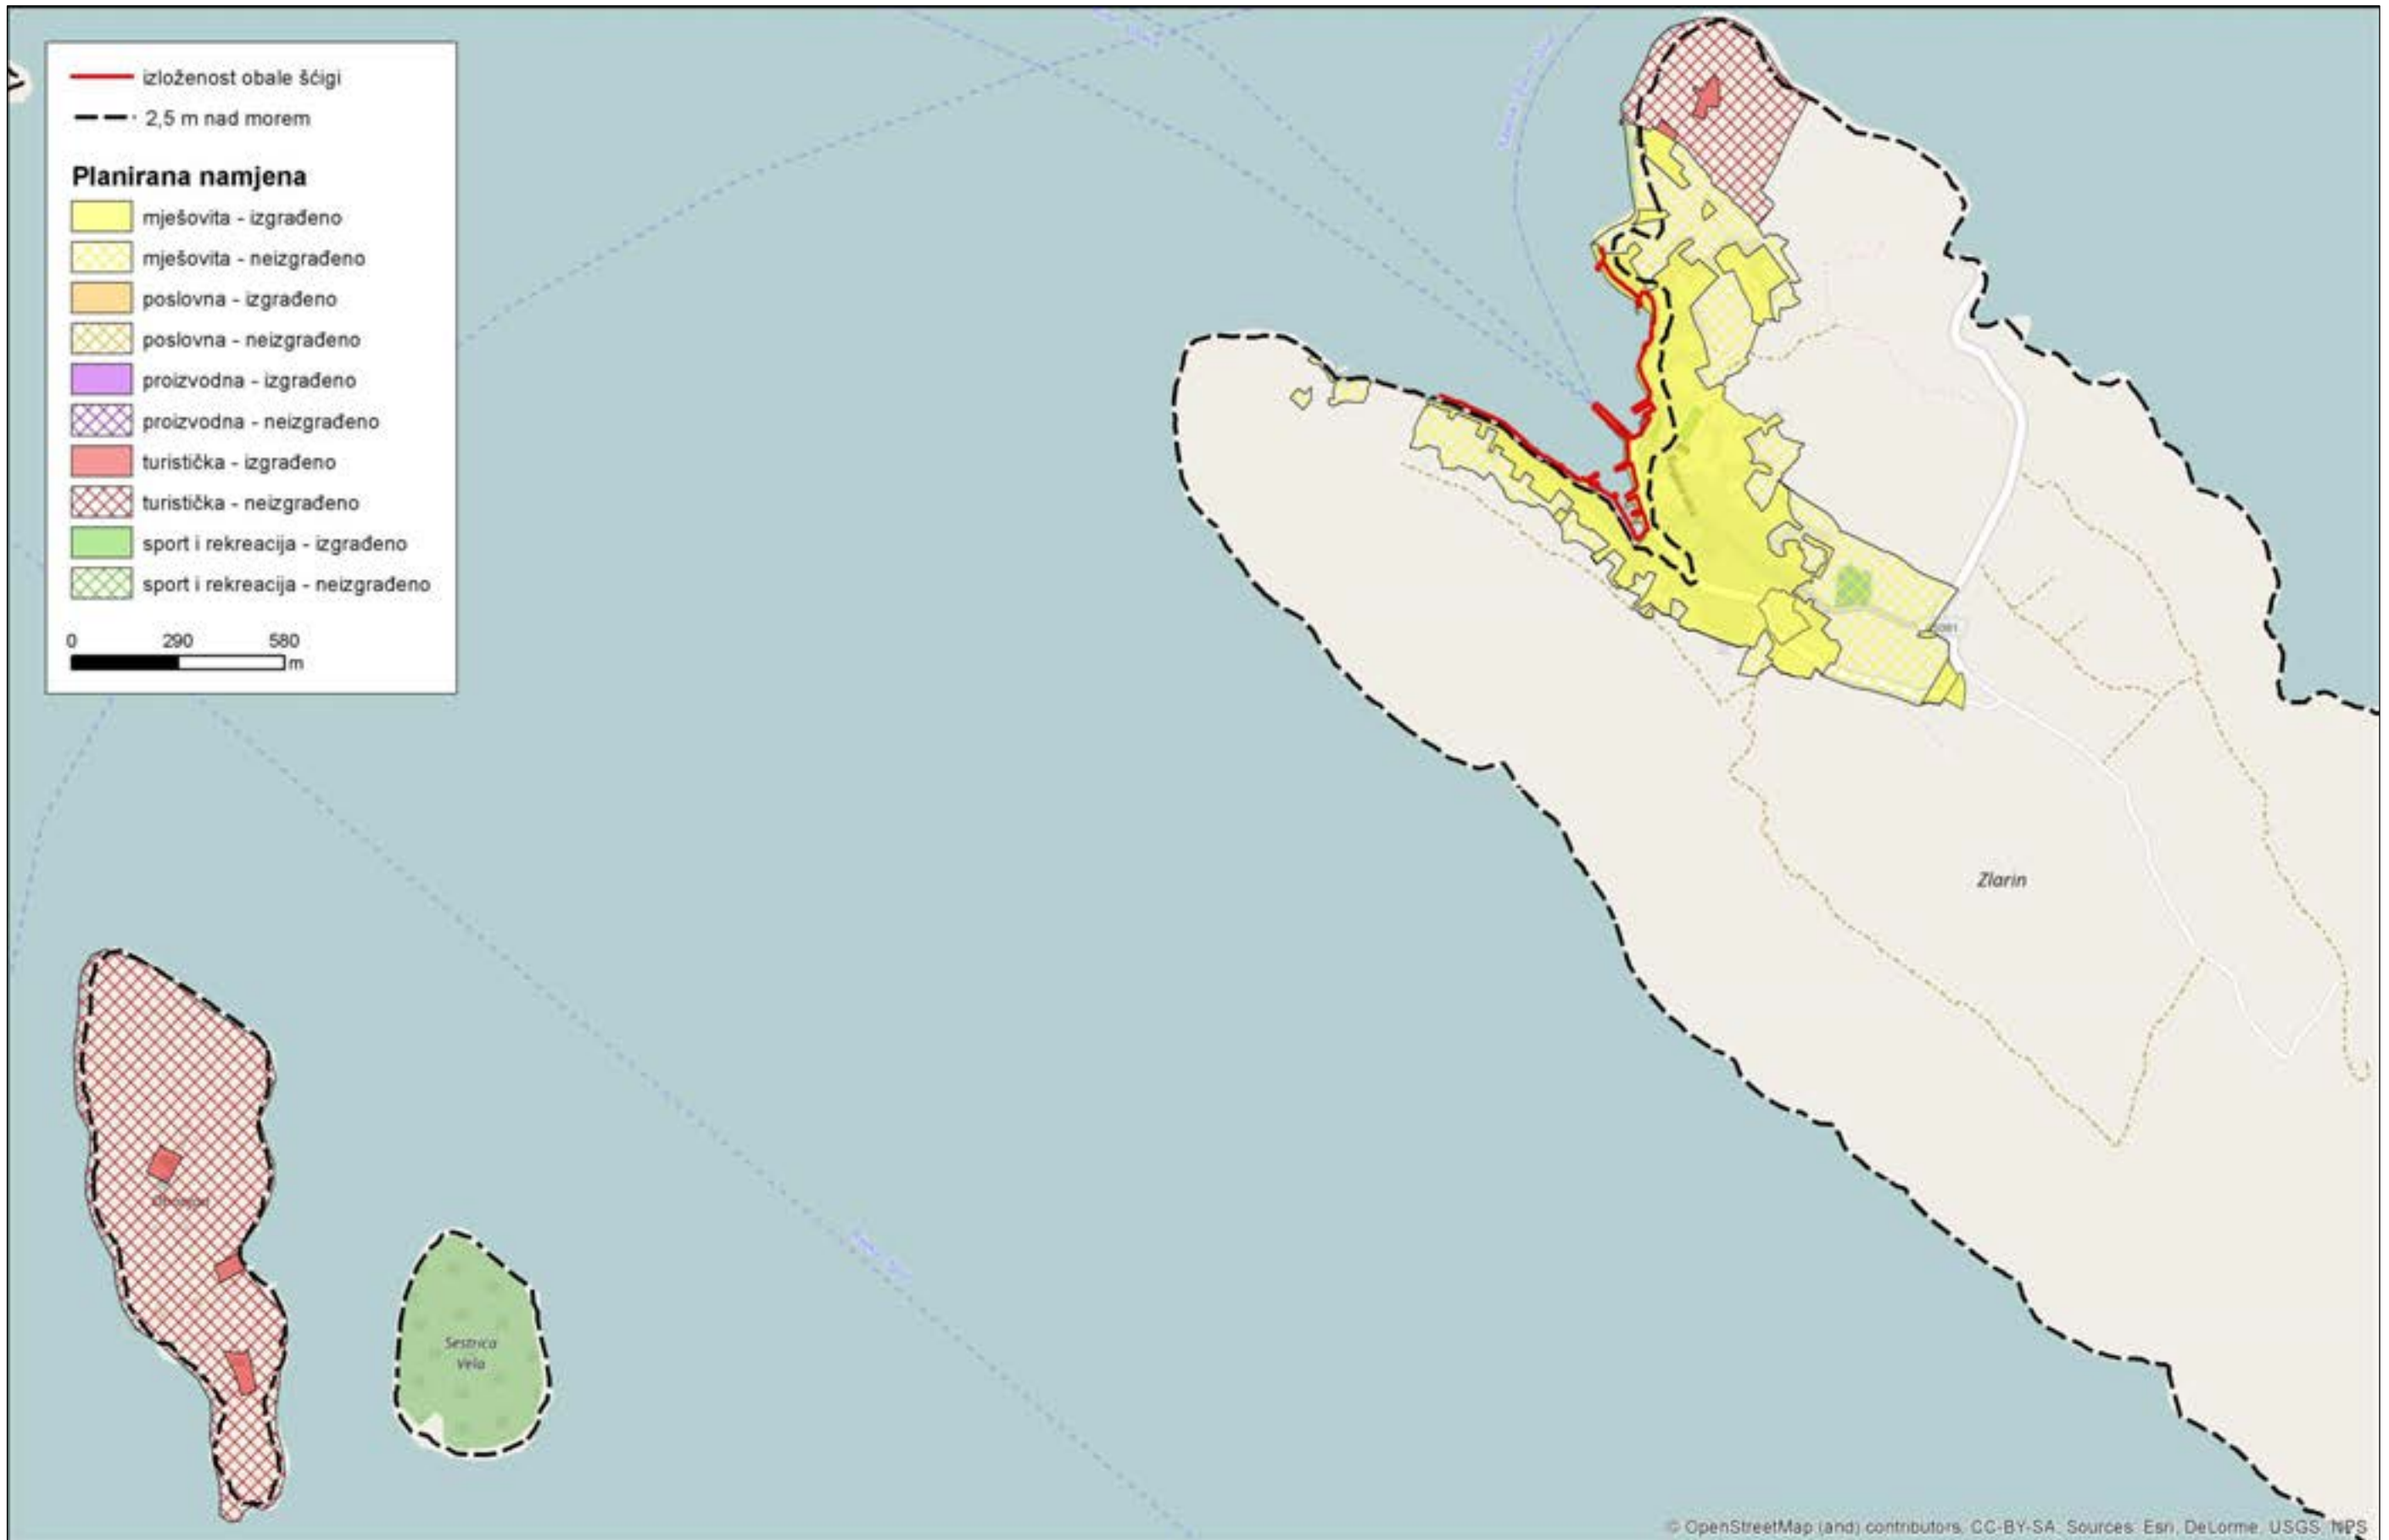 izloženost obale šćigi
2,5 m nad morem
Planirana namjena
mješovita - izgrađeno
mješovita - neizgrađeno
poslovna - izgrađeno
poslovna - neizgrađeno
proizvodna - izgrađeno
proizvodna - neizgrađeno
turistička - izgrađeno
turistička - neizgrađeno
sport i rekreacija - izgrađeno
sport i rekreacija - neizgrađeno
0 290 580
m
Zlarin
Sestrica
Vela
© OpenStreetMap (and) contributors, CC-BY-SA, Sources: Esri, DeLorme, USGS, NPS